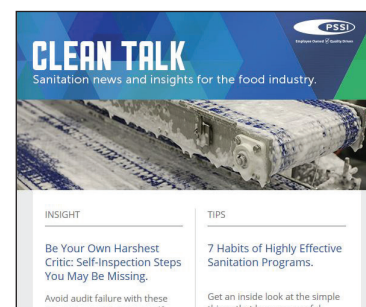 PSSI
Employee Owned Quality Driven
CLEAN TALK
Sanitation news and insights for the food industry.
INSIGHT
Be Your Own Harshest
Critic: Self-Inspection Steps
You May Be Missing.
Avoid audit failure with these
TIPS
7 Habits of Highly Effective
Sanitation Programs.
Get an inside look at the simple